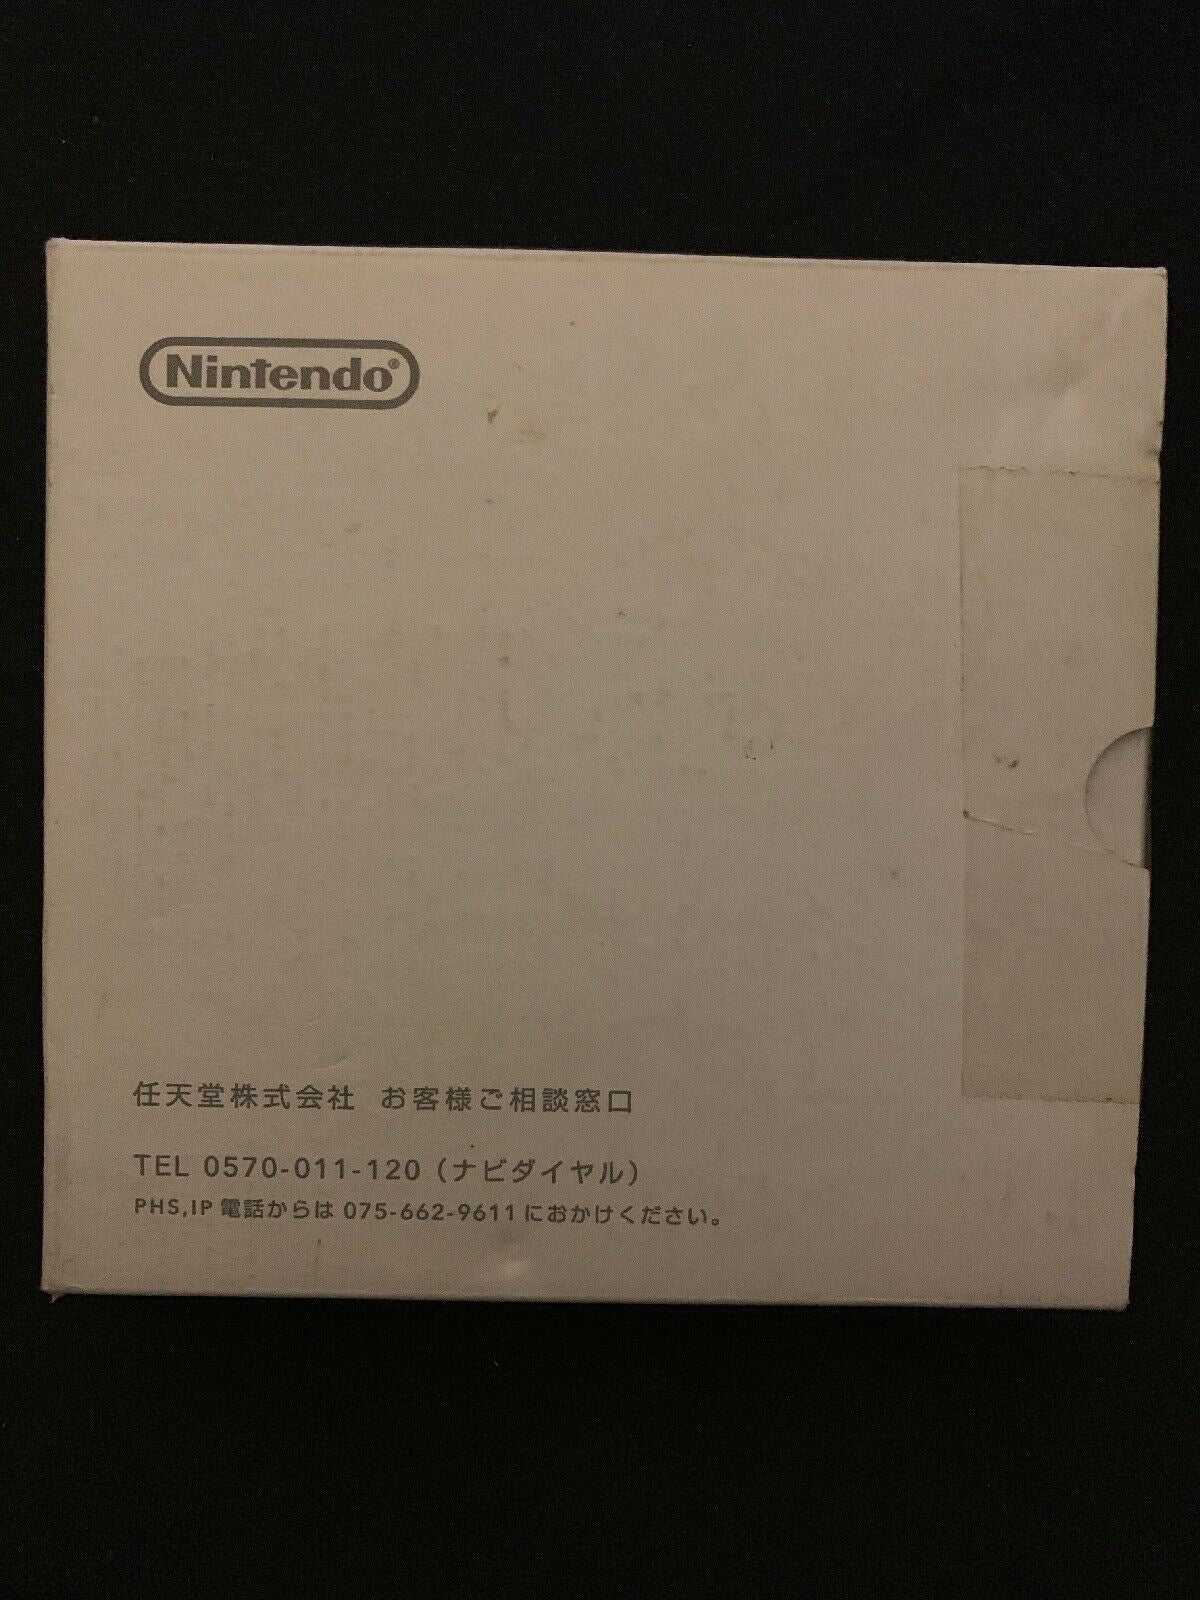 Nintendo®
任天堂株式会社 お客様ご相談窓口
TEL 0570-011-120（ナビダイヤル）
PHS,IP 電話からは 075-662-9611 におかけください。